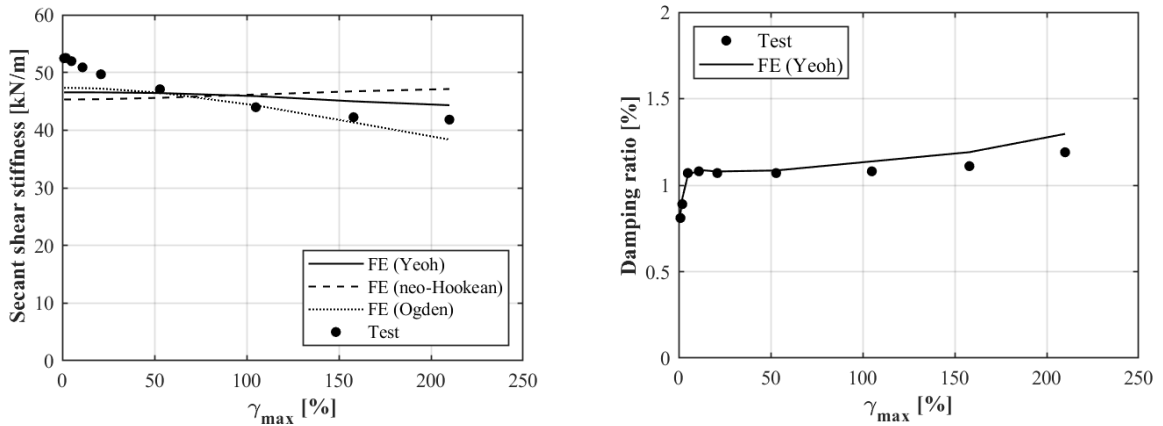 Secant shear stiffness [kN/m]
60
50
40
30
20
10
0
FE (Yeoh)
FE (neo-Hookean)
FE (Ogden)
Test
0 50 100 150 200 250
γmax [%]
Damping ratio [%]
2
1.5
1
0.5
0
Test
FE (Yeoh)
0 50 100 150 200 250
γmax [%]